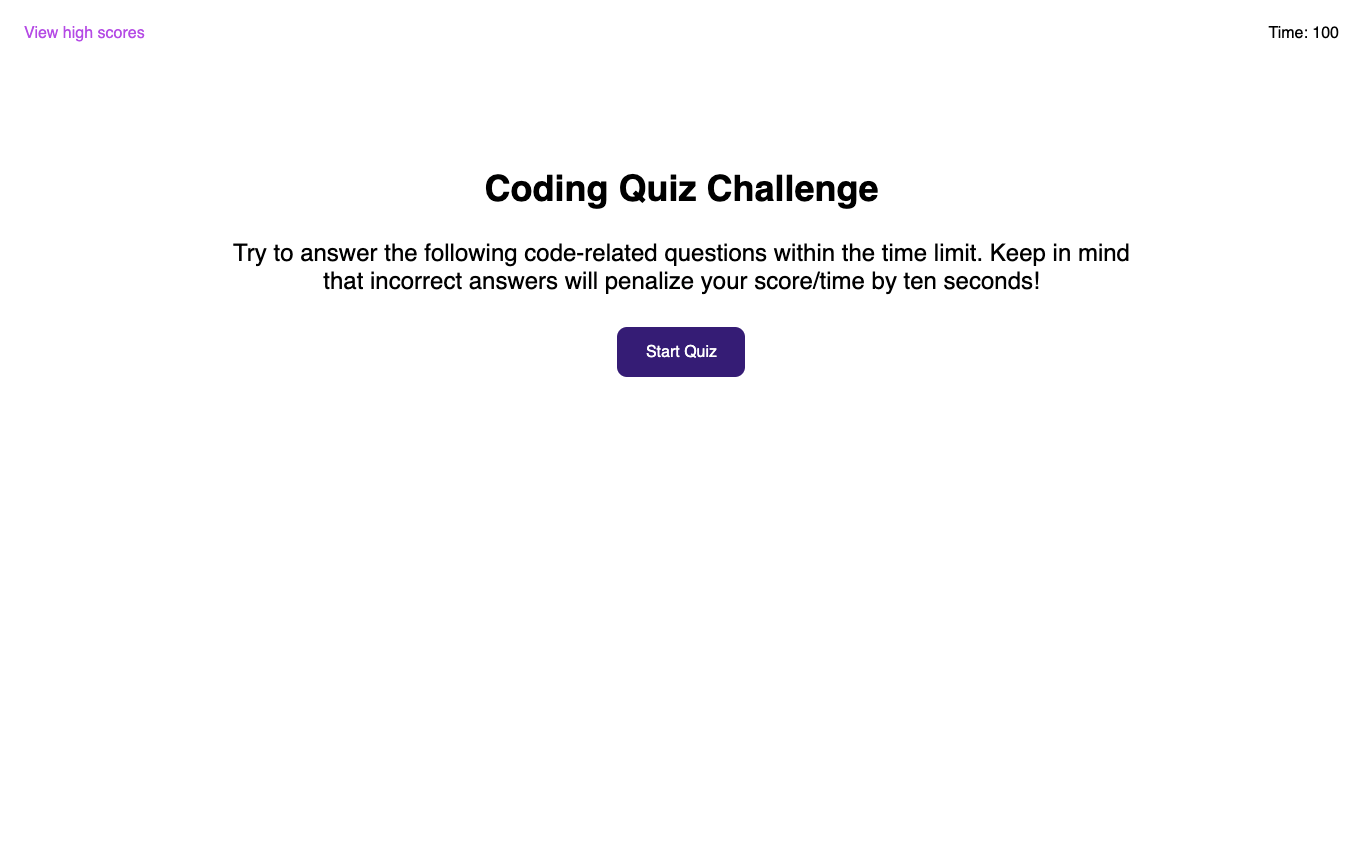 View high scores
Time: 100
Coding Quiz Challenge
Try to answer the following code-related questions within the time limit. Keep in mind
that incorrect answers will penalize your score/time by ten seconds!
Start Quiz